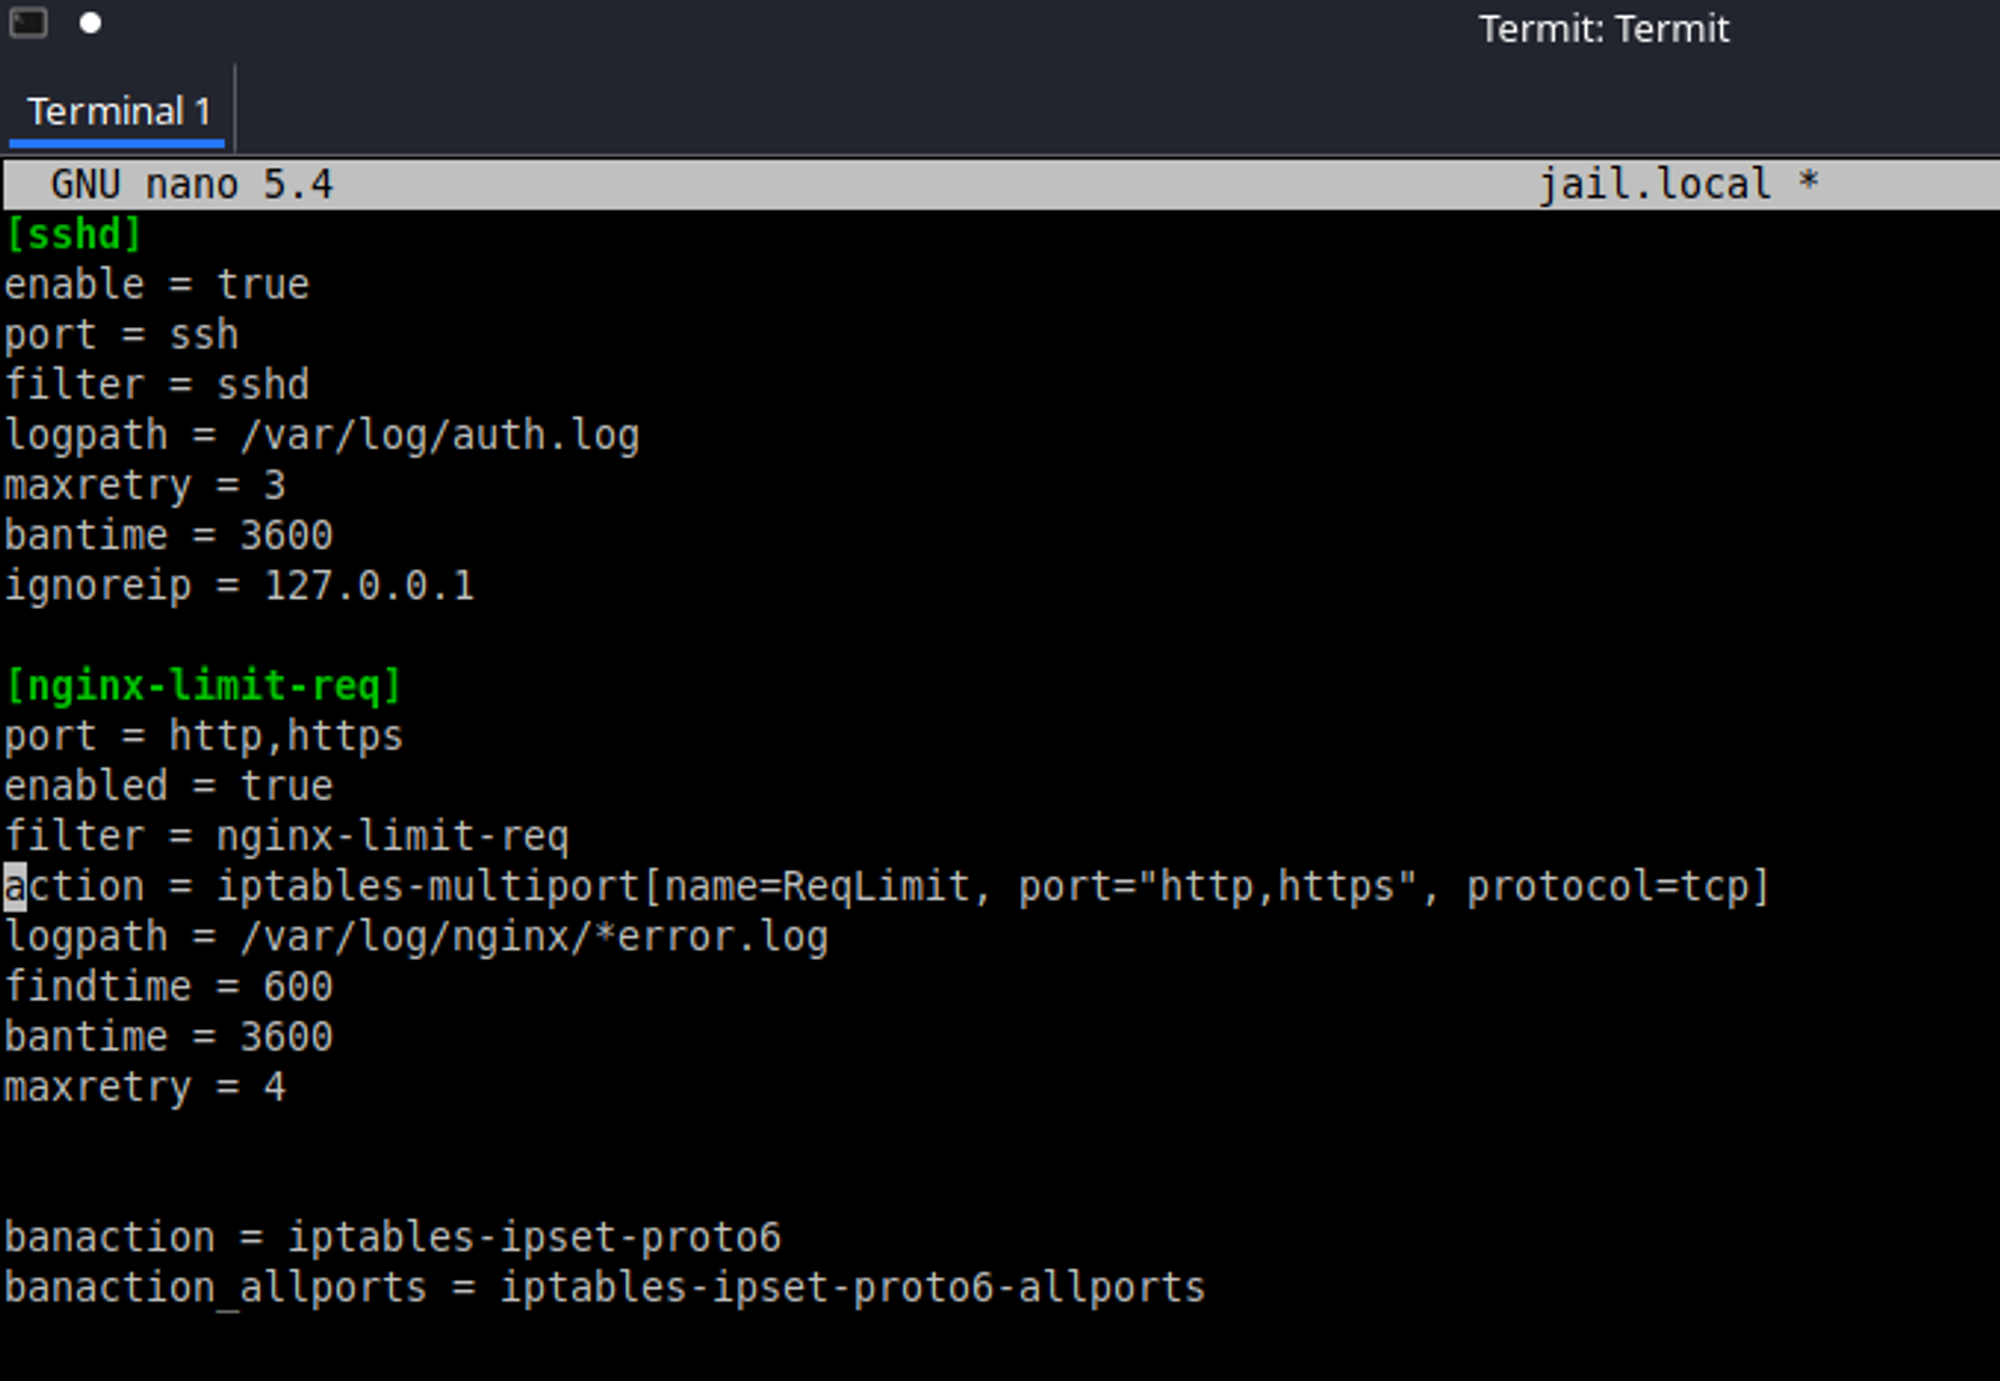 Termit: Termit
Terminal 1
GNU nano 5.4 jail.local *
[sshd]
enable = true
port = ssh
filter = sshd
logpath = /var/log/auth.log
maxretry = 3
bantime = 3600
ignoreip = 127.0.0.1
[nginx-limit-req]
port = http,https
enabled = true
filter = nginx-limit-req
action = iptables-multiport[name=ReqLimit, port="http,https", protocol=tcp]
logpath = /var/log/nginx/*error.log
findtime = 600
bantime = 3600
maxretry = 4
banaction = iptables-ipset-proto6
banaction_allports = iptables-ipset-proto6-allports